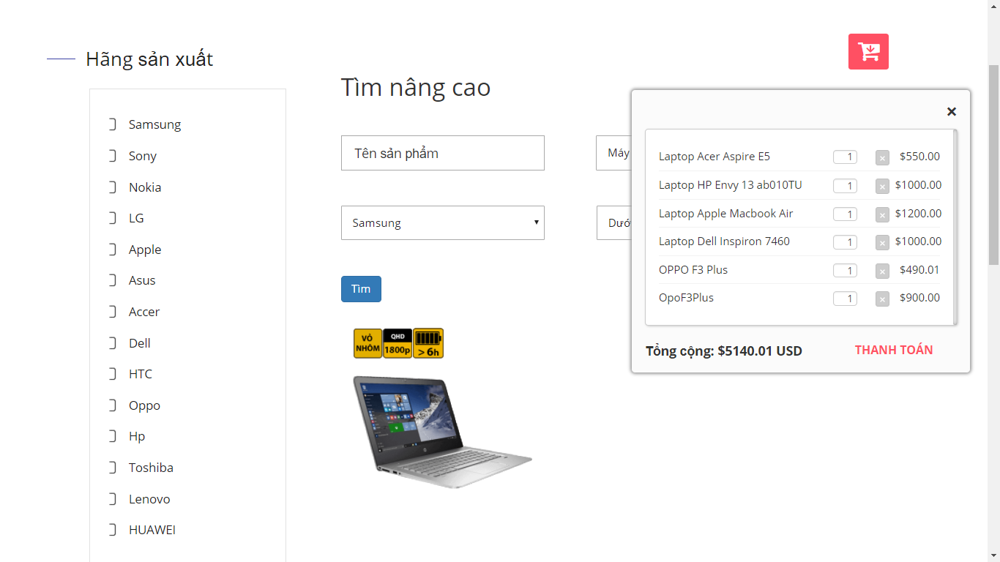 Hãng sản xuất
Samsung
Sony
Nokia
LG
Apple
Asus
Accer
Dell
HTC
Oppo
Hp
Toshiba
Lenovo
HUAWEI
Tìm nâng cao
Tên sản phẩm
Máy
Samsung
Dướ
Tìm
VỎ NHÔM
QHD 1800p
> 6h
×
Laptop Acer Aspire E5 1 × $550.00
Laptop HP Envy 13 ab010TU 1 × $1000.00
Laptop Apple Macbook Air 1 × $1200.00
Laptop Dell Inspiron 7460 1 × $1000.00
OPPO F3 Plus 1 × $490.01
OpoF3Plus 1 × $900.00
Tổng cộng: $5140.01 USD THANH TOÁN